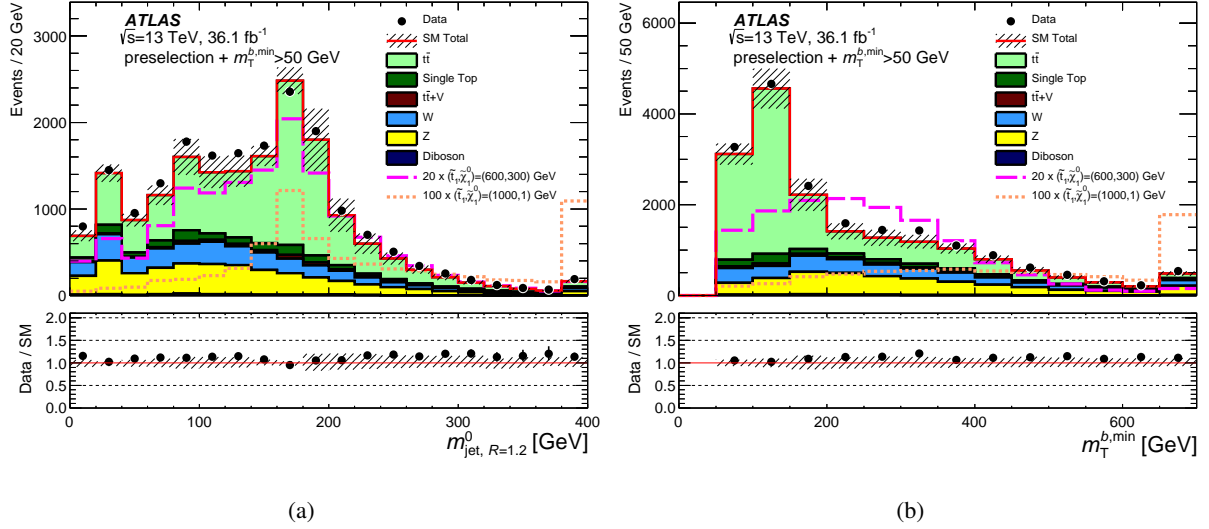 ATLAS
√s=13 TeV, 36.1 fb⁻¹
preselection + m_T^{b,min}>50 GeV
Data
SM Total
tt̄
Single Top
tt̄+V
W
Z
Diboson
20 x (t̃₁,χ̃₁⁰)=(600,300) GeV
100 x (t̃₁,χ̃₁⁰)=(1000,1) GeV
Events / 20 GeV
3000
2000
1000
0
Data / SM
2.0
1.5
1.0
0.5
0.0
0 100 200 300 400
m⁰_{jet, R=1.2} [GeV]
(a)
ATLAS
√s=13 TeV, 36.1 fb⁻¹
preselection + m_T^{b,min}>50 GeV
Data
SM Total
tt̄
Single Top
tt̄+V
W
Z
Diboson
20 x (t̃₁,χ̃₁⁰)=(600,300) GeV
100 x (t̃₁,χ̃₁⁰)=(1000,1) GeV
Events / 50 GeV
6000
4000
2000
0
Data / SM
2.0
1.5
1.0
0.5
0.0
0 200 400 600
m_T^{b,min} [GeV]
(b)